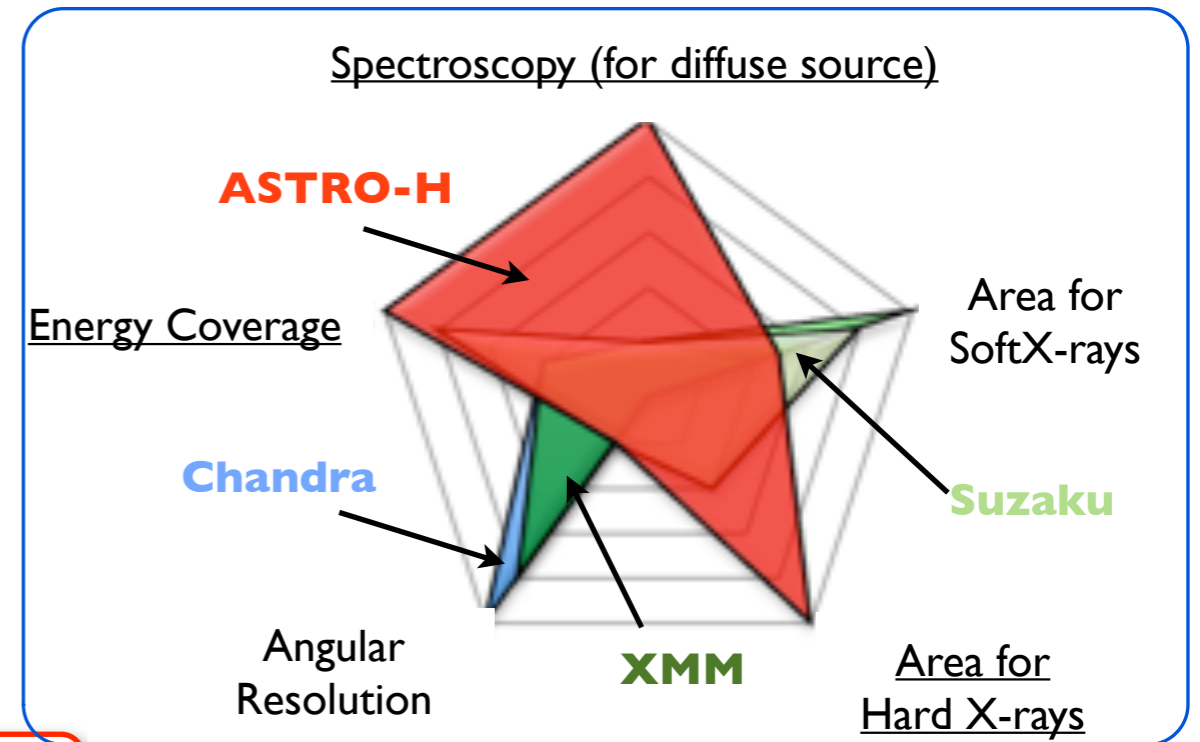 Spectroscopy (for diffuse source)
ASTRO-H
Energy Coverage
Area for
SoftX-rays
Chandra
Suzaku
Angular
Resolution
XMM
Area for
Hard X-rays